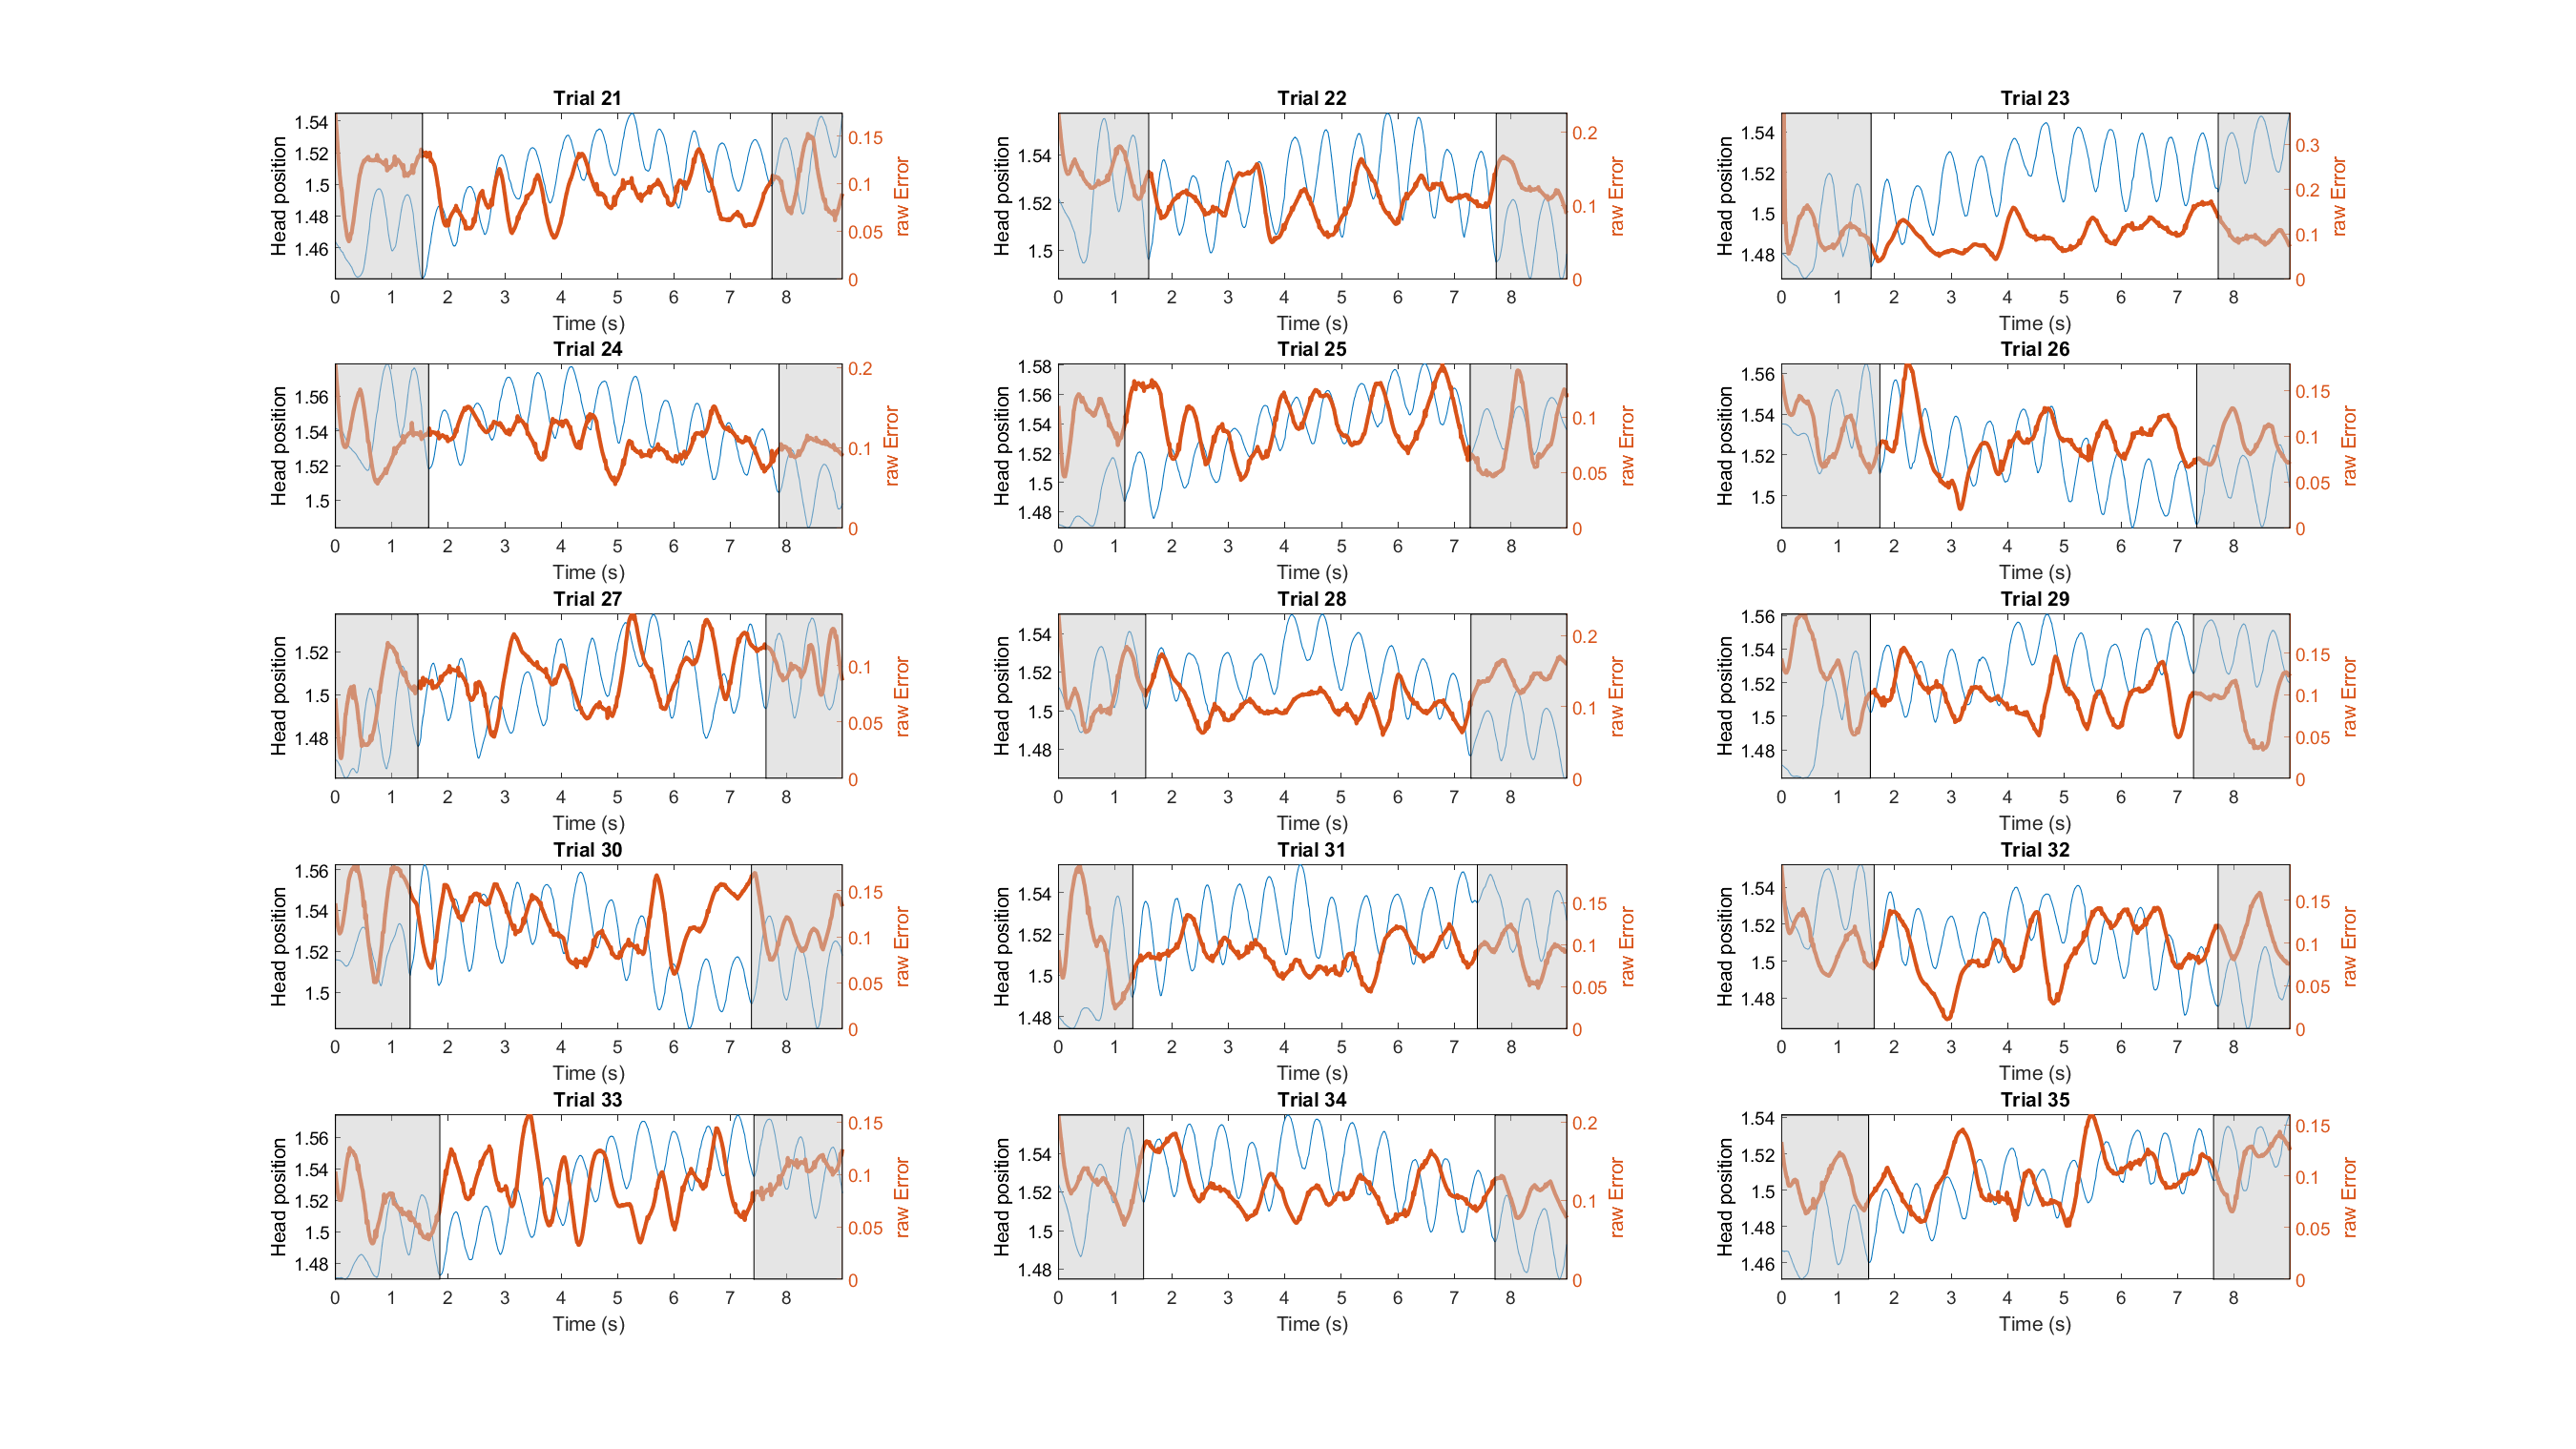 Trial 21
Head position
1.54
1.52
1.5
1.48
1.46
0.15
0.1
0.05
0
raw Error
0 1 2 3 4 5 6 7 8
Time (s)
Trial 22
Head position
1.54
1.52
1.5
0.2
0.1
0
raw Error
0 1 2 3 4 5 6 7 8
Time (s)
Trial 23
Head position
1.54
1.52
1.5
1.48
0.3
0.2
0.1
0
raw Error
0 1 2 3 4 5 6 7 8
Time (s)
Trial 24
Head position
1.56
1.54
1.52
1.5
0.2
0.1
0
raw Error
0 1 2 3 4 5 6 7 8
Time (s)
Trial 25
Head position
1.58
1.56
1.54
1.52
1.5
1.48
0.1
0.05
0
raw Error
0 1 2 3 4 5 6 7 8
Time (s)
Trial 26
Head position
1.56
1.54
1.52
1.5
0.15
0.1
0.05
0
raw Error
0 1 2 3 4 5 6 7 8
Time (s)
Trial 27
Head position
1.52
1.5
1.48
0.1
0.05
0
raw Error
0 1 2 3 4 5 6 7 8
Time (s)
Trial 28
Head position
1.54
1.52
1.5
1.48
0.2
0.1
0
raw Error
0 1 2 3 4 5 6 7 8
Time (s)
Trial 29
Head position
1.56
1.54
1.52
1.5
1.48
0.15
0.1
0.05
0
raw Error
0 1 2 3 4 5 6 7 8
Time (s)
Trial 30
Head position
1.56
1.54
1.52
1.5
0.15
0.1
0.05
0
raw Error
0 1 2 3 4 5 6 7 8
Time (s)
Trial 31
Head position
1.54
1.52
1.5
1.48
0.15
0.1
0.05
0
raw Error
0 1 2 3 4 5 6 7 8
Time (s)
Trial 32
Head position
1.54
1.52
1.5
1.48
0.15
0.1
0.05
0
raw Error
0 1 2 3 4 5 6 7 8
Time (s)
Trial 33
Head position
1.56
1.54
1.52
1.5
1.48
0.15
0.1
0.05
0
raw Error
0 1 2 3 4 5 6 7 8
Time (s)
Trial 34
Head position
1.54
1.52
1.5
1.48
0.2
0.1
0
raw Error
0 1 2 3 4 5 6 7 8
Time (s)
Trial 35
Head position
1.54
1.52
1.5
1.48
1.46
0.15
0.1
0.05
0
raw Error
0 1 2 3 4 5 6 7 8
Time (s)